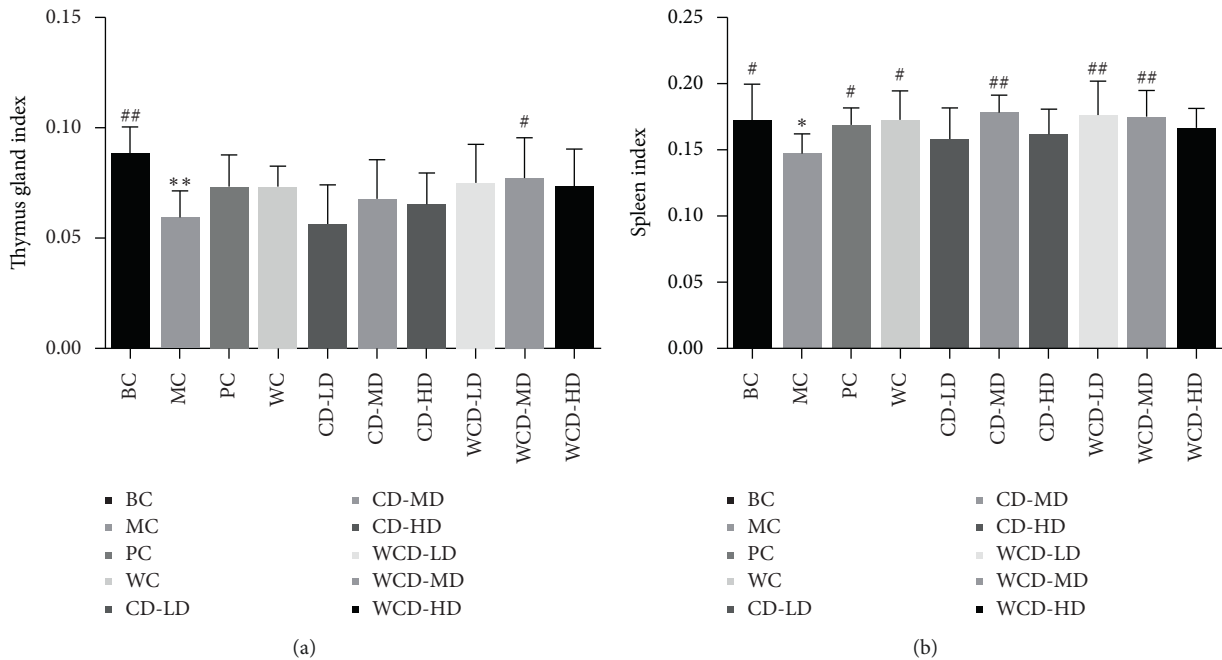 0.15
0.10
0.05
0.00
Thymus gland index
##
**
#
BC
MC
PC
WC
CD-LD
CD-MD
CD-HD
WCD-LD
WCD-MD
WCD-HD
BC
MC
PC
WC
CD-LD
CD-MD
CD-HD
WCD-LD
WCD-MD
WCD-HD
(a)
0.25
0.20
0.15
0.10
0.05
0.00
Spleen index
#
*
#
#
##
##
##
BC
MC
PC
WC
CD-LD
CD-MD
CD-HD
WCD-LD
WCD-MD
WCD-HD
BC
MC
PC
WC
CD-LD
CD-MD
CD-HD
WCD-LD
WCD-MD
WCD-HD
(b)